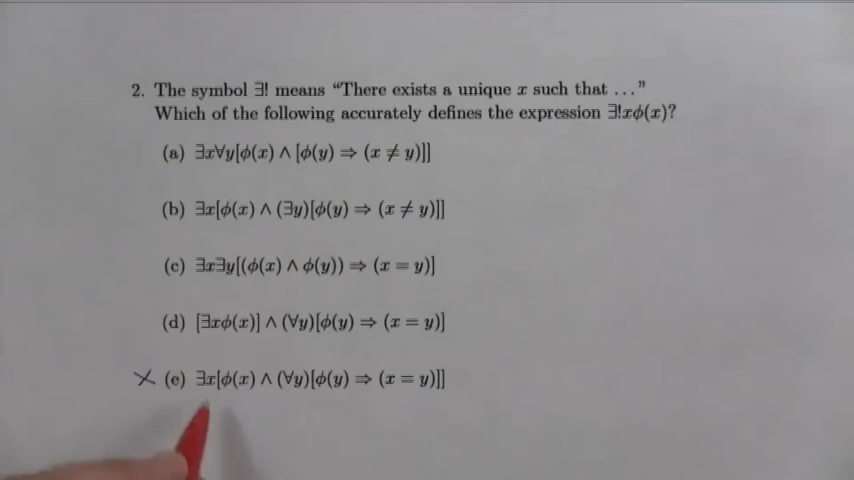 2. The symbol ∃! means “There exists a unique x such that ...”
Which of the following accurately defines the expression ∃!xϕ(x)?
(a) ∃x∀y[ϕ(x) ∧ [ϕ(y) ⇒ (x ≠ y)]]
(b) ∃x[ϕ(x) ∧ (∃y)[ϕ(y) ⇒ (x ≠ y)]]
(c) ∃x∃y[(ϕ(x) ∧ ϕ(y)) ⇒ (x = y)]
(d) [∃xϕ(x)] ∧ (∀y)[ϕ(y) ⇒ (x = y)]
(e) ∃x[ϕ(x) ∧ (∀y)[ϕ(y) ⇒ (x = y)]]